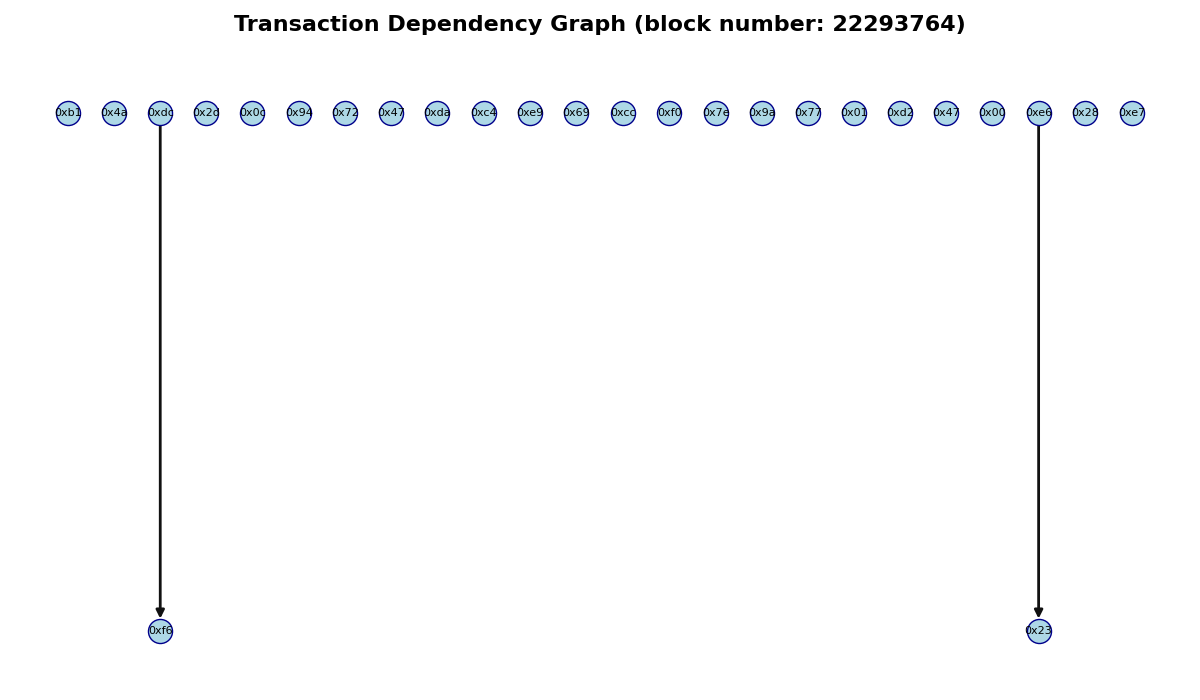 Transaction Dependency Graph (block number: 22293764)
0xb1 0x4a 0xdc 0x2d 0x0c 0x94 0x72 0x47 0xda 0xc4 0xe9 0x69 0xcc 0xf0 0x7e 0x9a 0x77 0x01 0xd2 0x47 0x00 0xe6 0x28 0xe7
0xf6 0x23